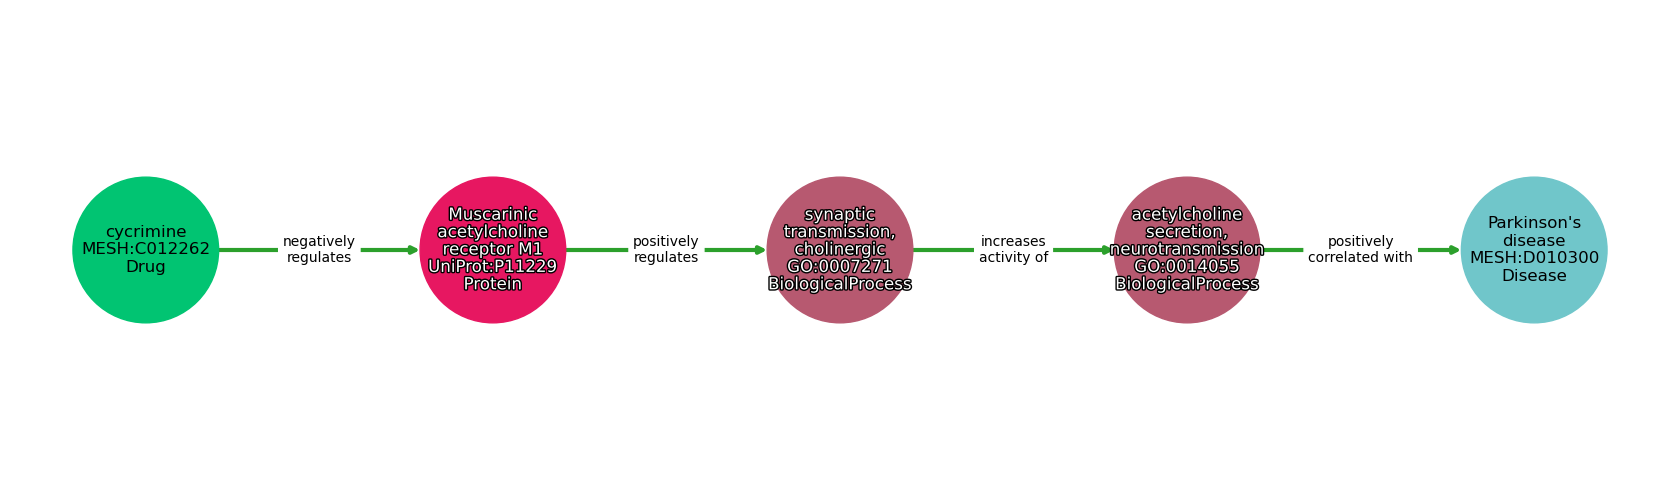 cycrimine
MESH:C012262
Drug
negatively
regulates
Muscarinic
acetylcholine
receptor M1
UniProt:P11229
Protein
positively
regulates
synaptic
transmission,
cholinergic
GO:0007271
BiologicalProcess
increases
activity of
acetylcholine
secretion,
neurotransmission
GO:0014055
BiologicalProcess
positively
correlated with
Parkinson's
disease
MESH:D010300
Disease